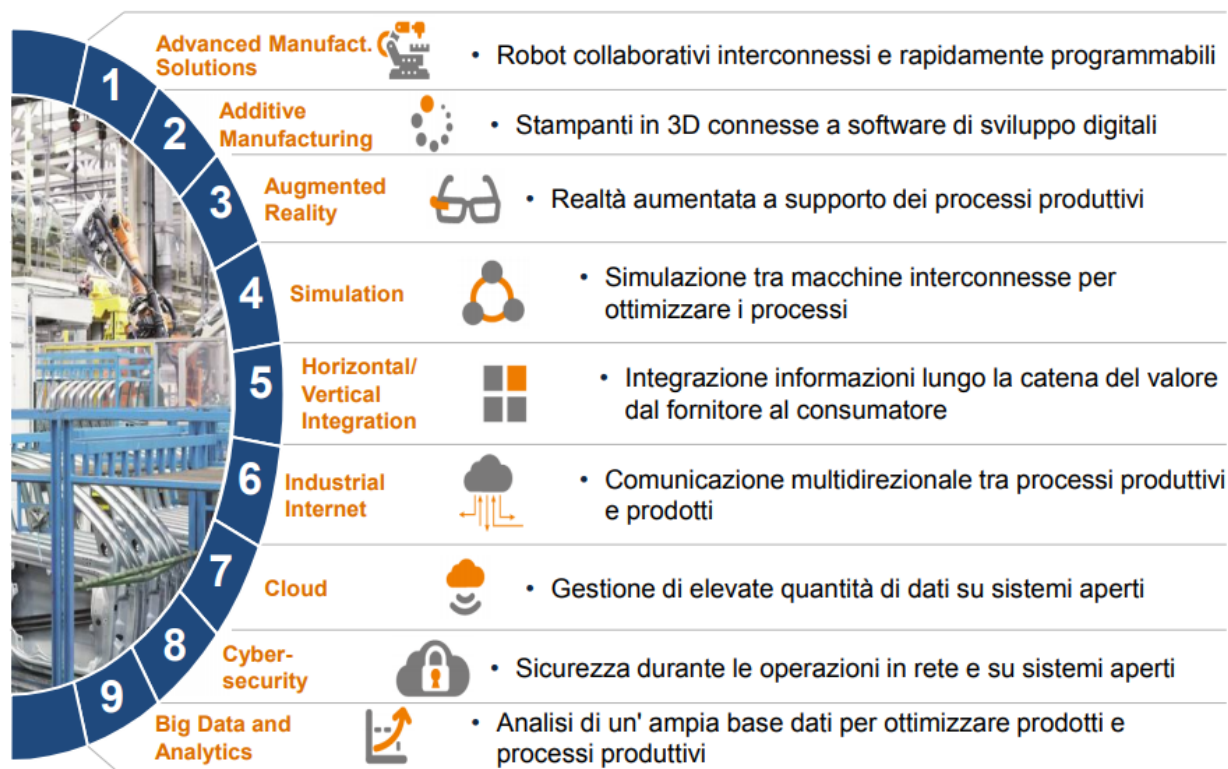 1
Advanced Manufact.
Solutions
• Robot collaborativi interconnessi e rapidamente programmabili
2
Additive
Manufacturing
• Stampanti in 3D connesse a software di sviluppo digitali
3
Augmented
Reality
• Realtà aumentata a supporto dei processi produttivi
4
Simulation
• Simulazione tra macchine interconnesse per
ottimizzare i processi
5
Horizontal/
Vertical
Integration
• Integrazione informazioni lungo la catena del valore
dal fornitore al consumatore
6
Industrial
Internet
• Comunicazione multidirezionale tra processi produttivi
e prodotti
7
Cloud
• Gestione di elevate quantità di dati su sistemi aperti
8
Cyber-
security
• Sicurezza durante le operazioni in rete e su sistemi aperti
9
Big Data and
Analytics
• Analisi di un' ampia base dati per ottimizzare prodotti e
processi produttivi